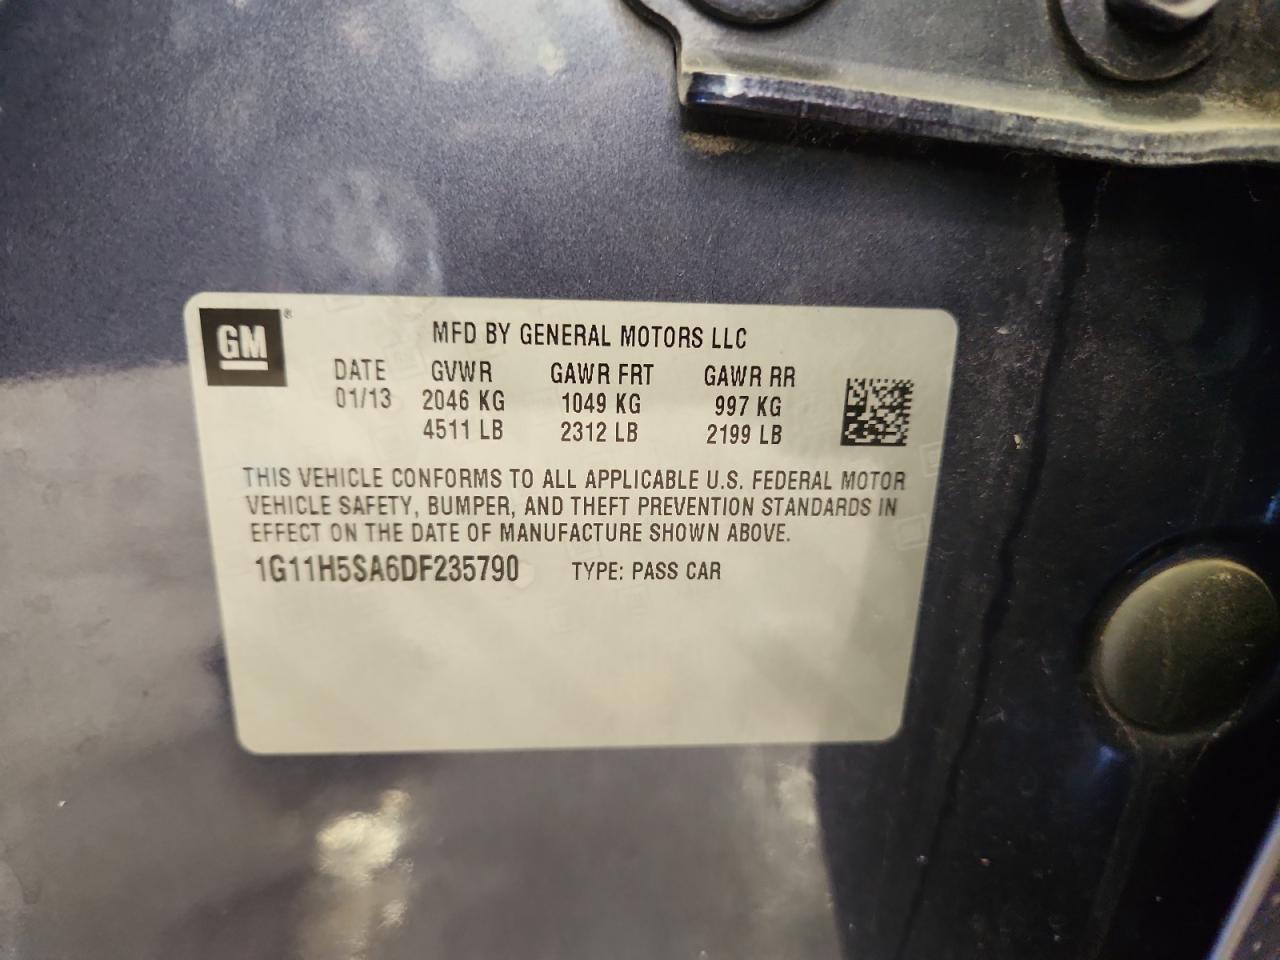 GM®
MFD BY GENERAL MOTORS LLC
DATE GVWR GAWR FRT GAWR RR
01/13 2046 KG 1049 KG 997 KG
4511 LB 2312 LB 2199 LB
THIS VEHICLE CONFORMS TO ALL APPLICABLE U.S. FEDERAL MOTOR
VEHICLE SAFETY, BUMPER, AND THEFT PREVENTION STANDARDS IN
EFFECT ON THE DATE OF MANUFACTURE SHOWN ABOVE.
1G11H5SA6DF235790 TYPE: PASS CAR